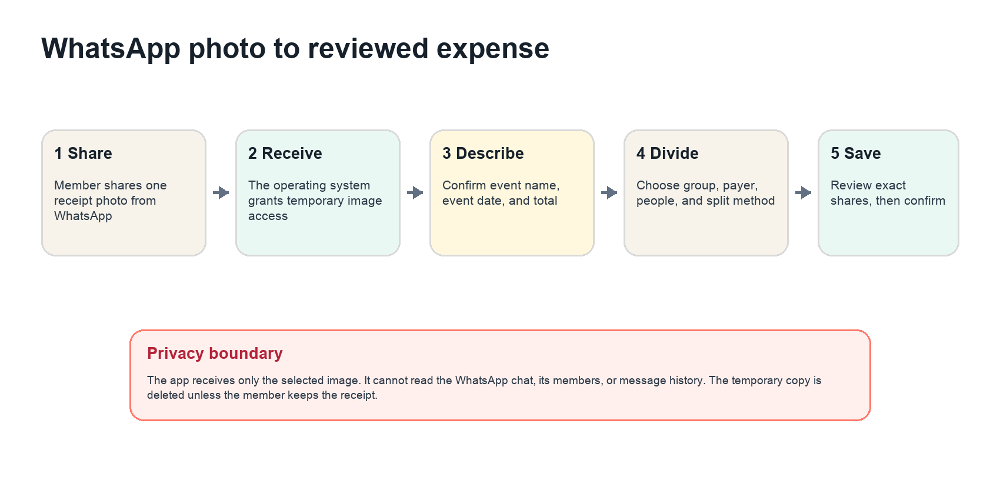 WhatsApp photo to reviewed expense
1 Share
Member shares one
receipt photo from
WhatsApp
2 Receive
The operating system
grants temporary image
access
3 Describe
Confirm event name,
event date, and total
4 Divide
Choose group, payer,
people, and split method
5 Save
Review exact
shares, then confirm
Privacy boundary
The app receives only the selected image. It cannot read the WhatsApp chat, its members, or message history. The temporary copy is
deleted unless the member keeps the receipt.